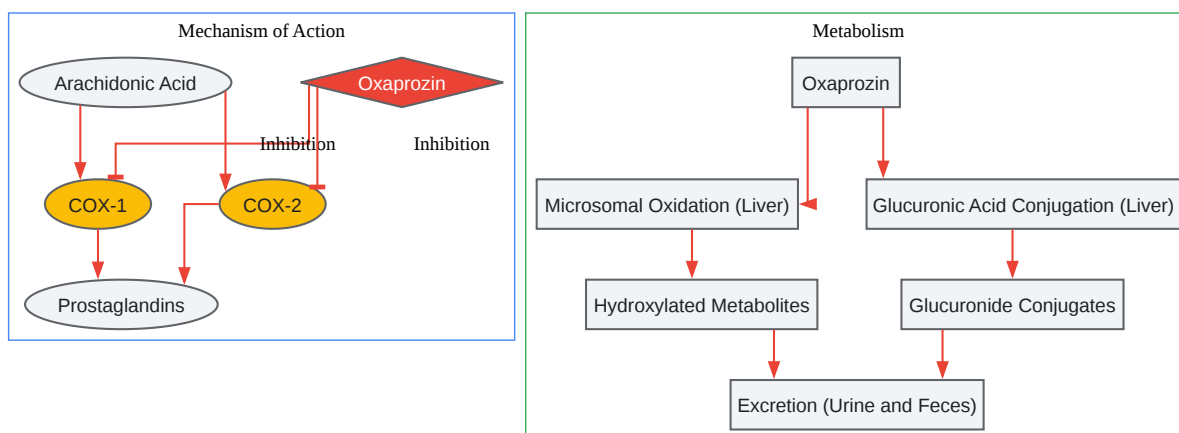 Mechanism of Action
Arachidonic Acid
Oxaprozin
Inhibition
Inhibition
COX-1
COX-2
Prostaglandins
Metabolism
Oxaprozin
Microsomal Oxidation (Liver)
Glucuronic Acid Conjugation (Liver)
Hydroxylated Metabolites
Glucuronide Conjugates
Excretion (Urine and Feces)